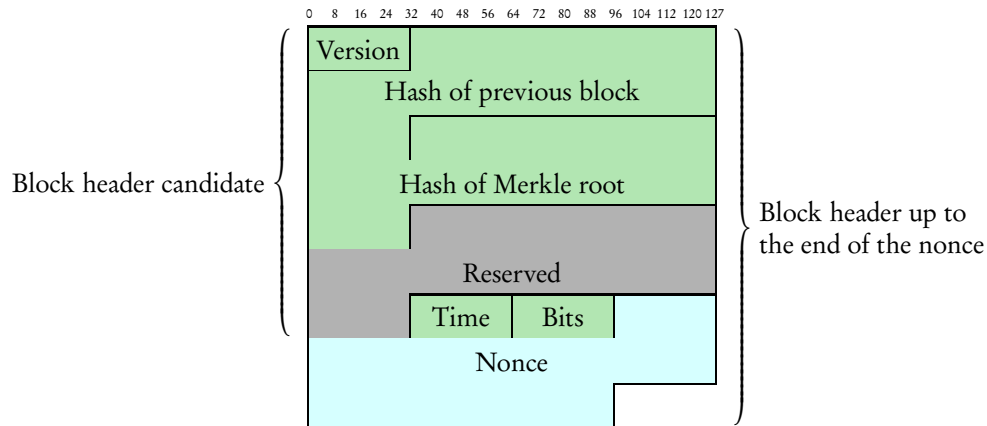 0 8 16 24 32 40 48 56 64 72 80 88 96 104 112 120 127
Version
Hash of previous block
Block header candidate
Hash of Merkle root
Block header up to
the end of the nonce
Reserved
Time Bits
Nonce